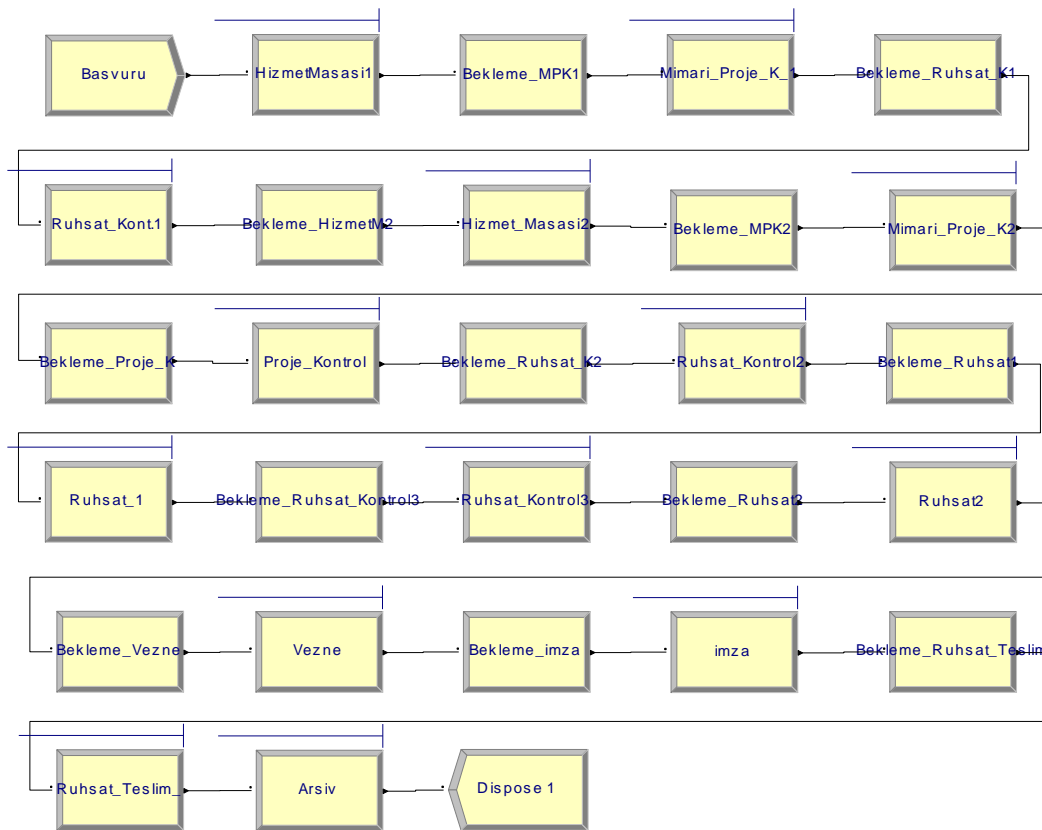 Basvuru
HizmetMasasi1
Bekleme_MPK1
Mimari_Proje_K_1
Bekleme_Ruhsat_K1
Ruhsat_Kont.1
Bekleme_HizmetM2
Hizmet_Masasi2
Bekleme_MPK2
Mimari_Proje_K2
Bekleme_Proje_K
Proje_Kontrol
Bekleme_Ruhsat_K2
Ruhsat_Kontrol2
Bekleme_Ruhsat1
Ruhsat_1
Bekleme_Ruhsat_Kontrol3
Ruhsat_Kontrol3
Bekleme_Ruhsat2
Ruhsat2
Bekleme_Vezne
Vezne
Bekleme_imza
imza
Bekleme_Ruhsat_Teslim
Ruhsat_Teslim_
Arsiv
Dispose 1